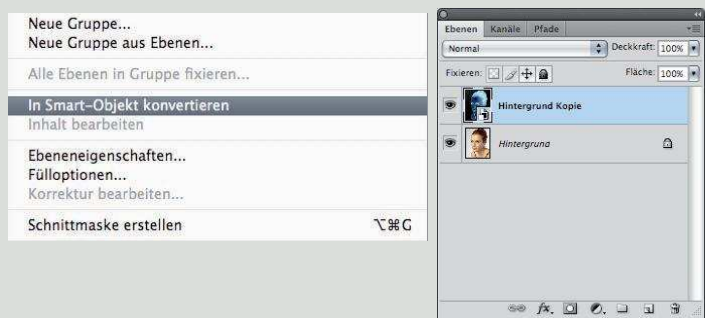 Neue Gruppe...
Neue Gruppe aus Ebenen...
Alle Ebenen in Gruppe fixieren...
In Smart-Objekt konvertieren
Inhalt bearbeiten
Ebeneneigenschaften...
Fülloptionen...
Korrektur bearbeiten...
Schnittmaske erstellen ⌥⌘G
Ebenen Kanäle Pfade
Normal Deckkraft: 100%
Fixieren: Fläche: 100%
Hintergrund Kopie
Hintergrund
fx.